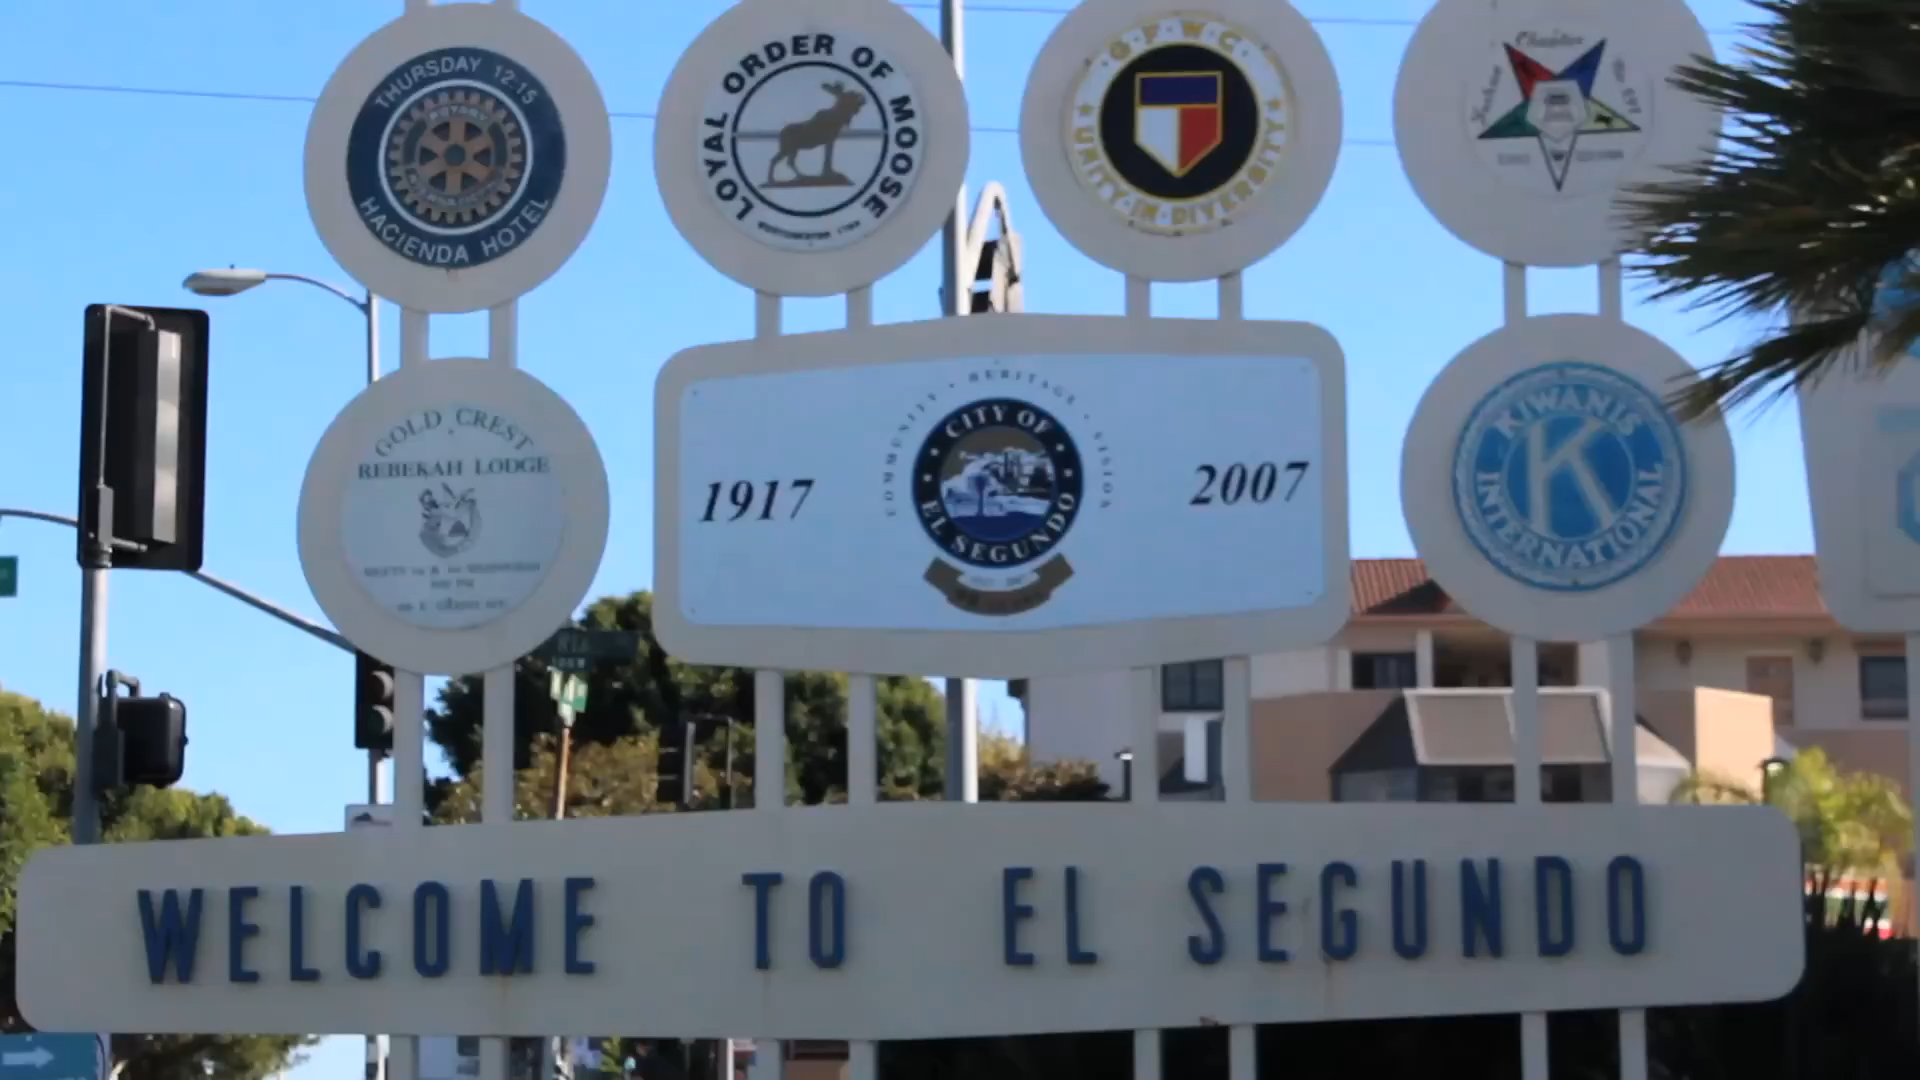 THURSDAY 12:15
ROTARY
HACIENDA HOTEL
LOYAL ORDER OF MOOSE
G·F·W·C·
UNITY·IN·DIVERSITY
Chapter
GOLD CREST
REBEKAH LODGE
COMMUNITY · HERITAGE · VISION
1917
CITY OF
EL SEGUNDO
2007
KIWANIS
K
INTERNATIONAL
WELCOME TO EL SEGUNDO